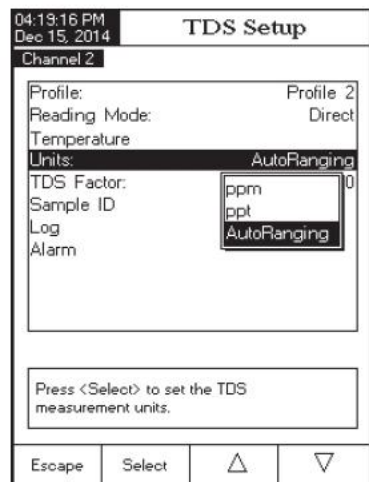 04:19:16 PM
Dec 15, 2014
TDS Setup
Channel 2
Profile: Profile 2
Reading Mode: Direct
Temperature
Units: AutoRanging
TDS Factor: 0
Sample ID
Log
Alarm
ppm
ppt
AutoRanging
Press <Select> to set the TDS
measurement units.
Escape Select △ ▽